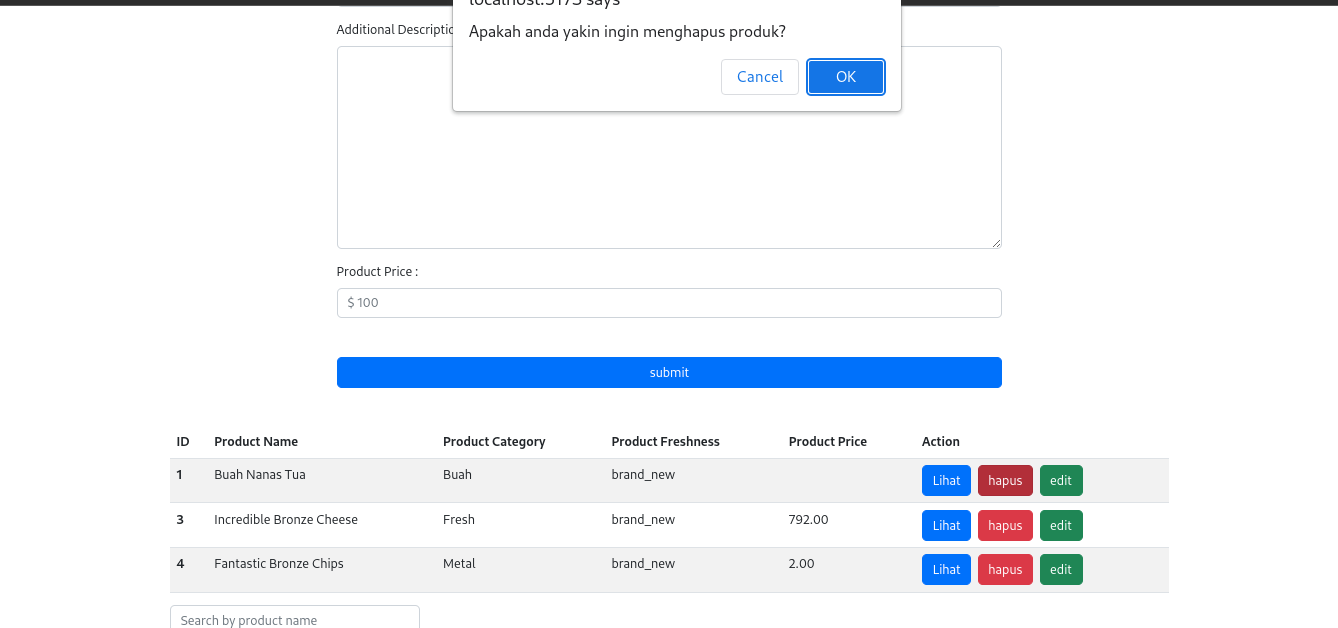 localhost:5173 says
Additional Descriptio
Apakah anda yakin ingin menghapus produk?
Cancel OK
Product Price :
$ 100
submit
ID Product Name Product Category Product Freshness Product Price Action
1 Buah Nanas Tua Buah brand_new Lihat hapus edit
3 Incredible Bronze Cheese Fresh brand_new 792.00 Lihat hapus edit
4 Fantastic Bronze Chips Metal brand_new 2.00 Lihat hapus edit
Search by product name